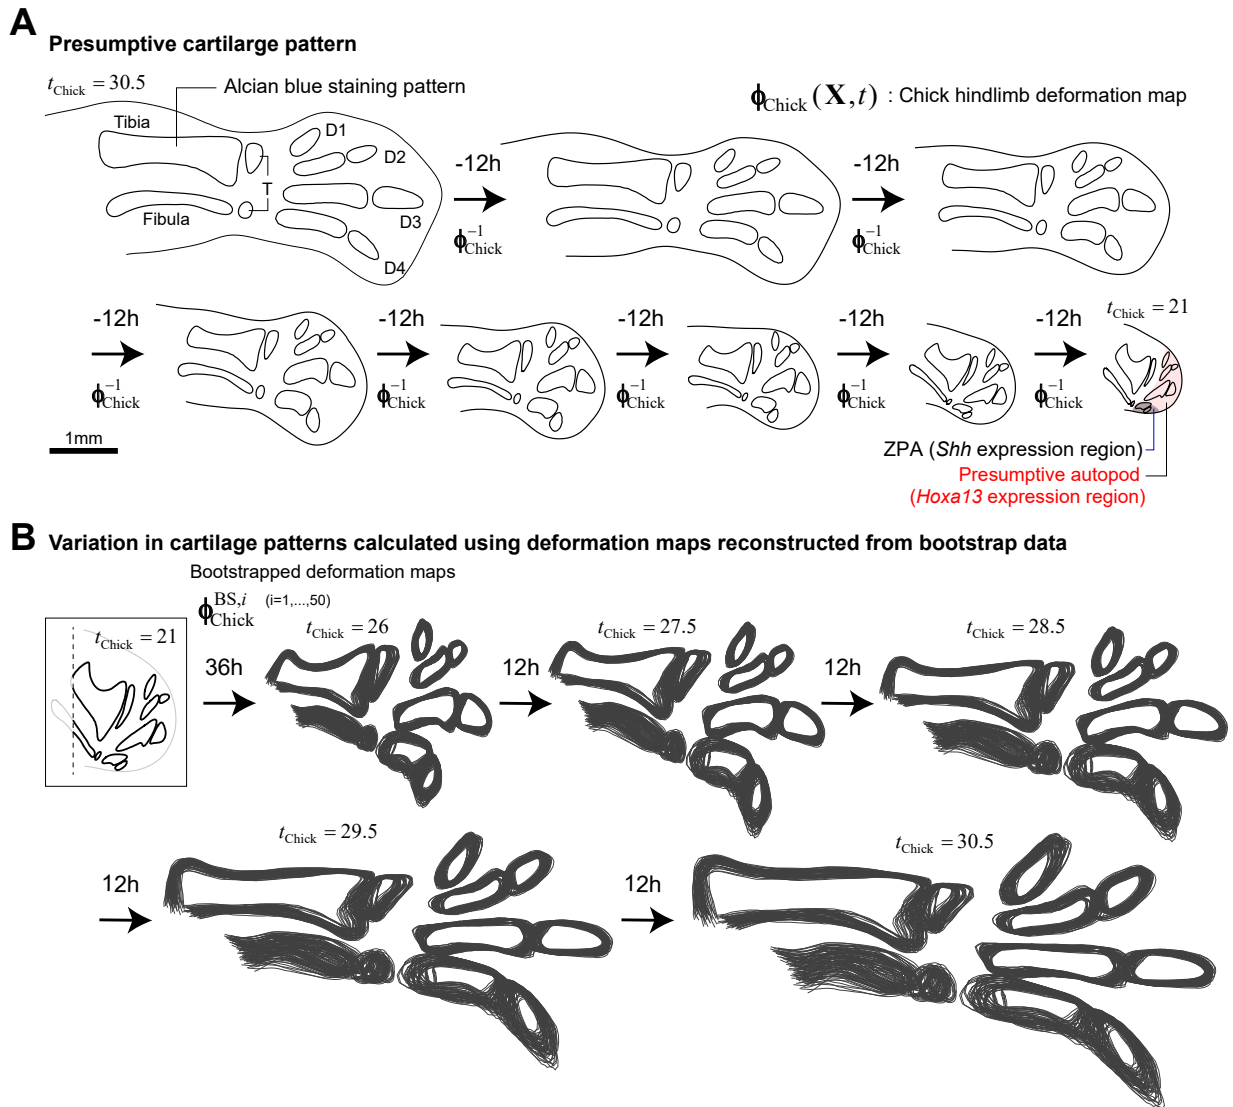 A
Presumptive cartilarge pattern
t_Chick = 30.5
Alcian blue staining pattern
ϕ_Chick (X,t) : Chick hindlimb deformation map
Tibia
D1
D2
T
Fibula
D3
D4
-12h
ϕ^−1_Chick
-12h
ϕ^−1_Chick
-12h
ϕ^−1_Chick
-12h
ϕ^−1_Chick
-12h
ϕ^−1_Chick
-12h
ϕ^−1_Chick
-12h
ϕ^−1_Chick
t_Chick = 21
1mm
ZPA (Shh expression region)
Presumptive autopod
(Hoxa13 expression region)
B
Variation in cartilage patterns calculated using deformation maps reconstructed from bootstrap data
Bootstrapped deformation maps
ϕ^BS,i_Chick (i=1,...,50)
t_Chick = 21
36h
t_Chick = 26
12h
t_Chick = 27.5
12h
t_Chick = 28.5
12h
t_Chick = 29.5
12h
t_Chick = 30.5